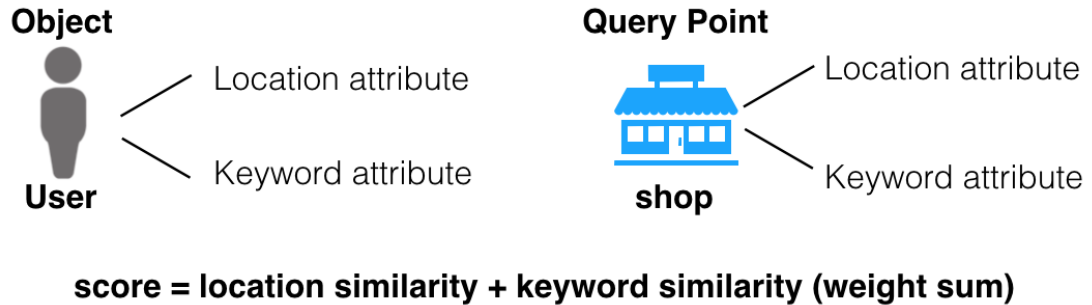 Object
Query Point
Location attribute
Location attribute
Keyword attribute
Keyword attribute
User
shop
score = location similarity + keyword similarity (weight sum)